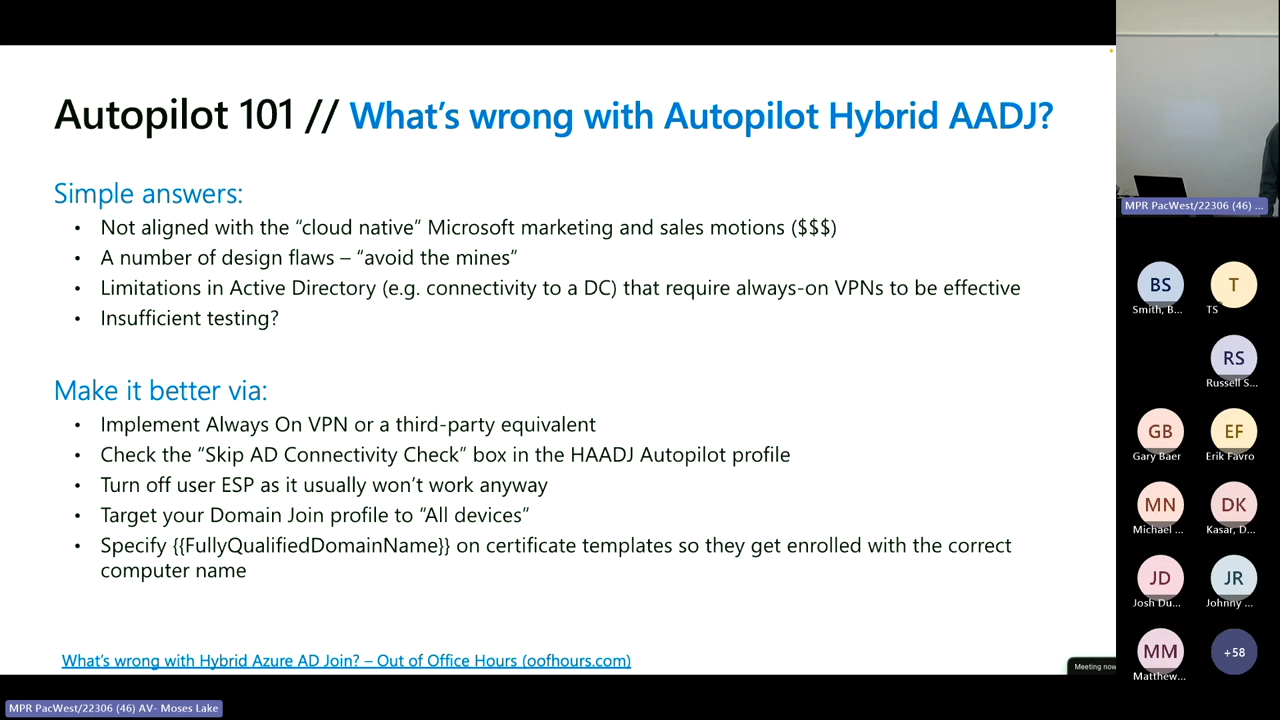 Autopilot 101 // What's wrong with Autopilot Hybrid AADJ?
Simple answers:
• Not aligned with the “cloud native” Microsoft marketing and sales motions ($$$)
• A number of design flaws – “avoid the mines”
• Limitations in Active Directory (e.g. connectivity to a DC) that require always-on VPNs to be effective
• Insufficient testing?
Make it better via:
• Implement Always On VPN or a third-party equivalent
• Check the “Skip AD Connectivity Check” box in the HAADJ Autopilot profile
• Turn off user ESP as it usually won't work anyway
• Target your Domain Join profile to “All devices”
• Specify {{FullyQualifiedDomainName}} on certificate templates so they get enrolled with the correct
computer name
What's wrong with Hybrid Azure AD Join? – Out of Office Hours (oofhours.com)
Meeting now
MPR PacWest/22306 (46) AV- Moses Lake
MPR PacWest/22306 (46) ...
BS
Smith, B...
T
TS
RS
Russell S...
GB
Gary Baer
EF
Erik Favro
MN
Michael ...
DK
Kasar, D...
JD
Josh Du...
JR
Johnny ...
MM
Matthew...
+58